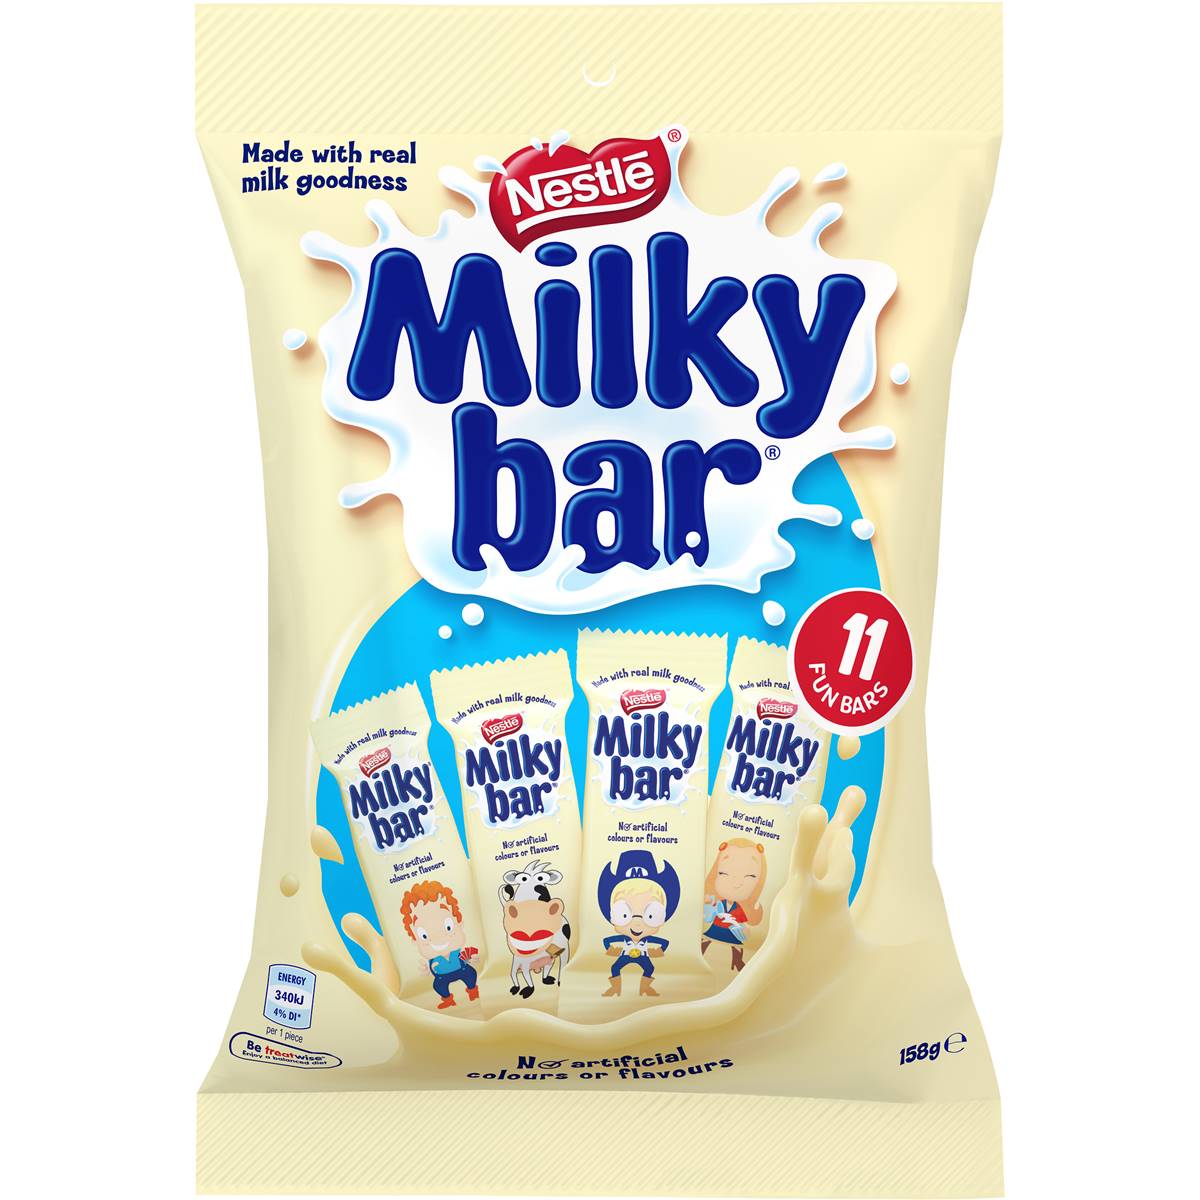 Made with real
milk goodness
Nestlé®
Milky
bar®
11
FUN BARS
Made with real milk goodness
Nestlé
Milky
bar
No artificial
colours or flavours
Made with real milk goodness
Nestlé
Milky
bar
No artificial
colours or flavours
Made with real milk goodness
Nestlé
Milky
bar
No artificial
colours or flavours
M
Made with real
Nestlé
Milky
bar
No artificial
colours or flavours
ENERGY
340kJ
4% DI*
per 1 piece
Be treatwise®
Enjoy a balanced diet
No artificial
colours or flavours
158g ℮